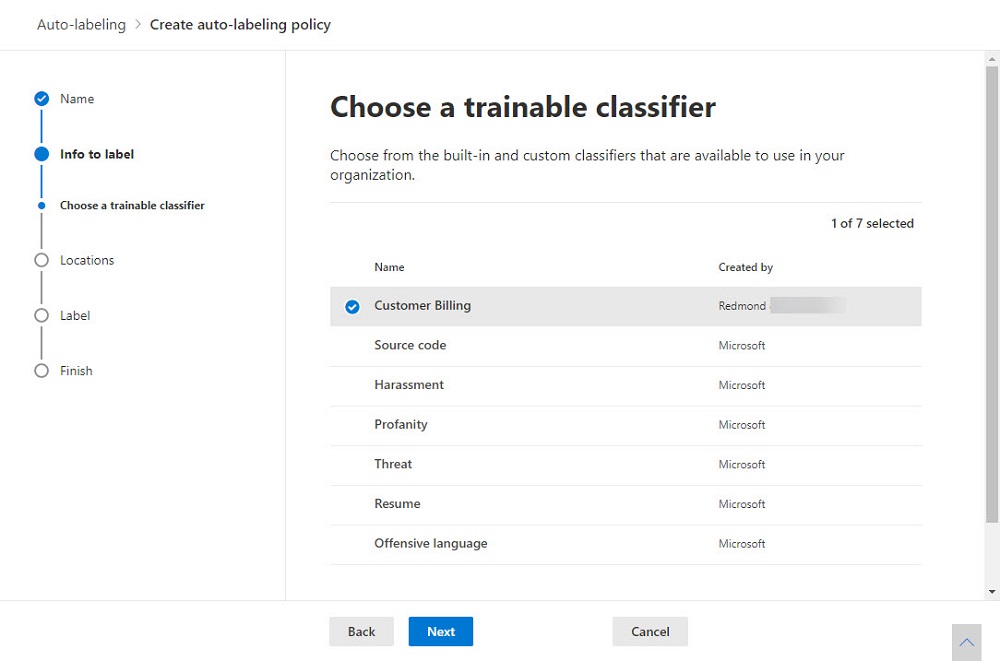 Auto-labeling > Create auto-labeling policy
Name
Info to label
Choose a trainable classifier
Locations
Label
Finish
Choose a trainable classifier
Choose from the built-in and custom classifiers that are available to use in your
organization.
1 of 7 selected
Name Created by
Customer Billing Redmond
Source code Microsoft
Harassment Microsoft
Profanity Microsoft
Threat Microsoft
Resume Microsoft
Offensive language Microsoft
Back Next Cancel